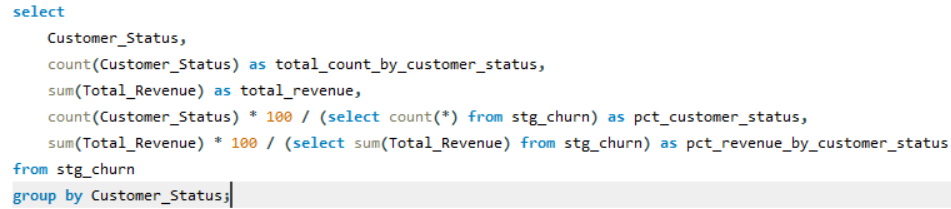 select
Customer_Status,
count(Customer_Status) as total_count_by_customer_status,
sum(Total_Revenue) as total_revenue,
count(Customer_Status) * 100 / (select count(*) from stg_churn) as pct_customer_status,
sum(Total_Revenue) * 100 / (select sum(Total_Revenue) from stg_churn) as pct_revenue_by_customer_status
from stg_churn
group by Customer_Status;